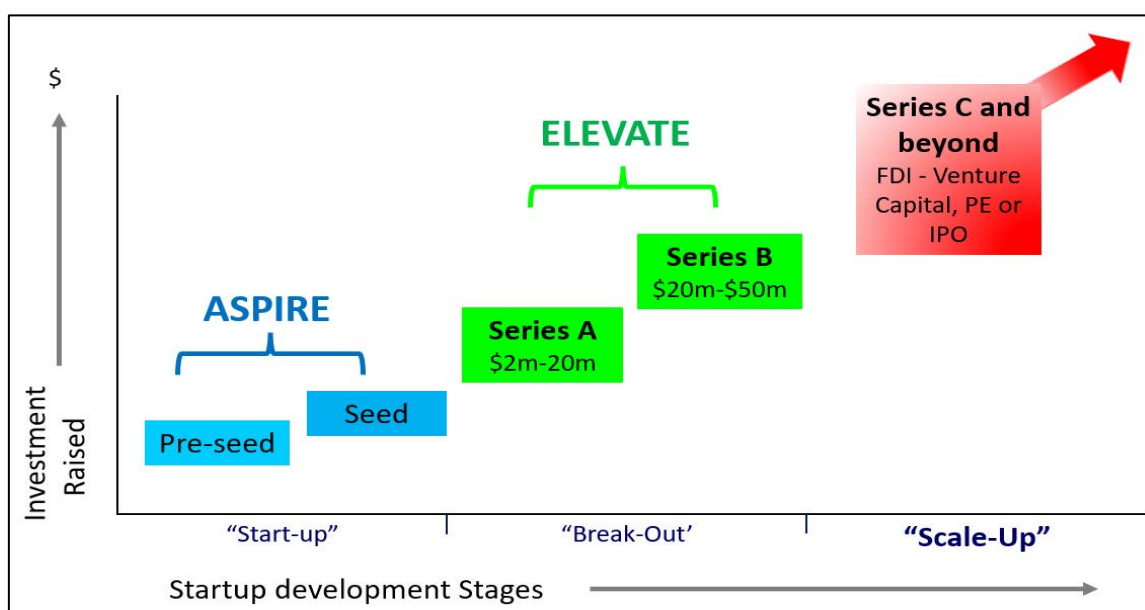 $
ELEVATE
Series C and
beyond
FDI - Venture
Capital, PE or
IPO
Series B
$20m-$50m
ASPIRE
Series A
$2m-20m
Seed
Pre-seed
Investment
Raised
“Start-up”
“Break-Out’
“Scale-Up”
Startup development Stages